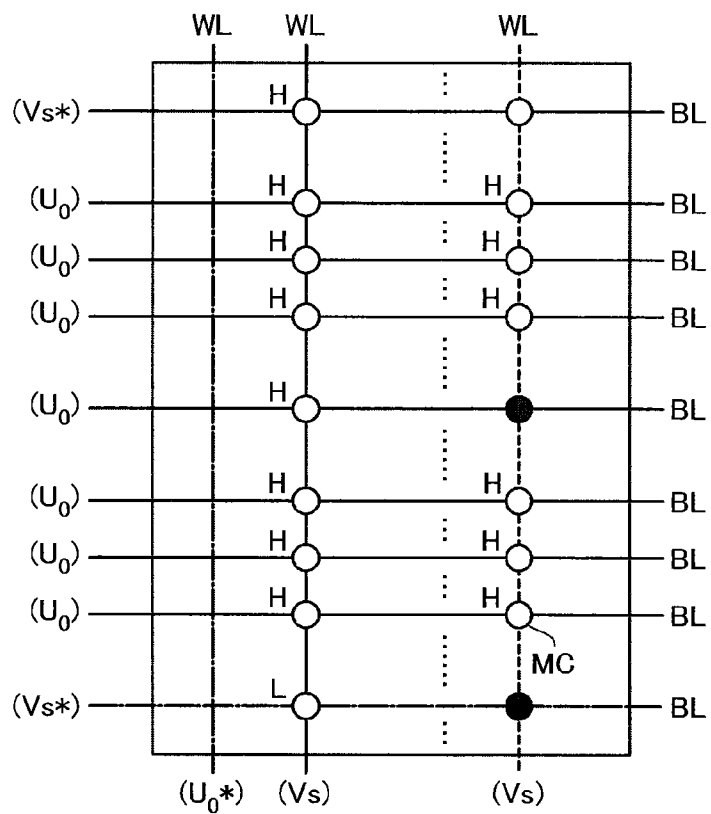 WL WL WL
(Vs*) H BL
(U₀) H H BL
(U₀) H H BL
(U₀) H H BL
(U₀) H BL
(U₀) H H BL
(U₀) H H BL
(U₀) H H BL
MC
(Vs*) L BL
(U₀*) (Vs) (Vs)